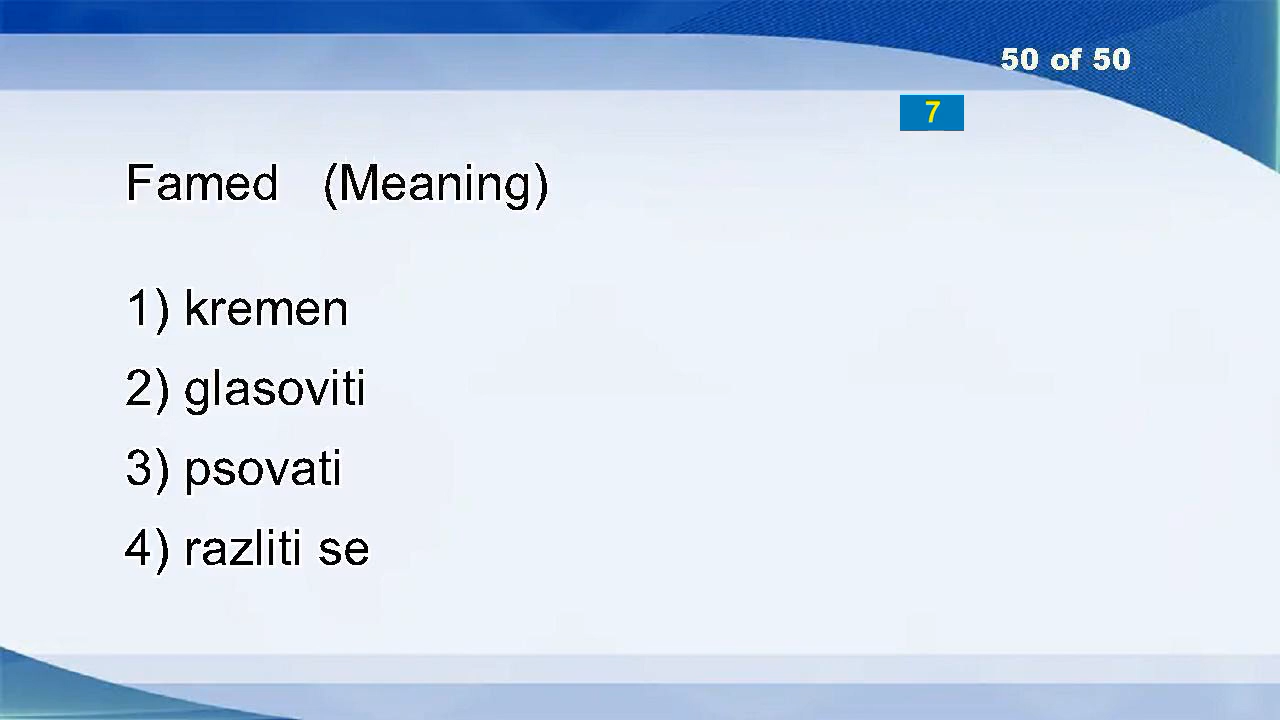 50 of 50
7
Famed (Meaning)
1) kremen
2) glasoviti
3) psovati
4) razliti se